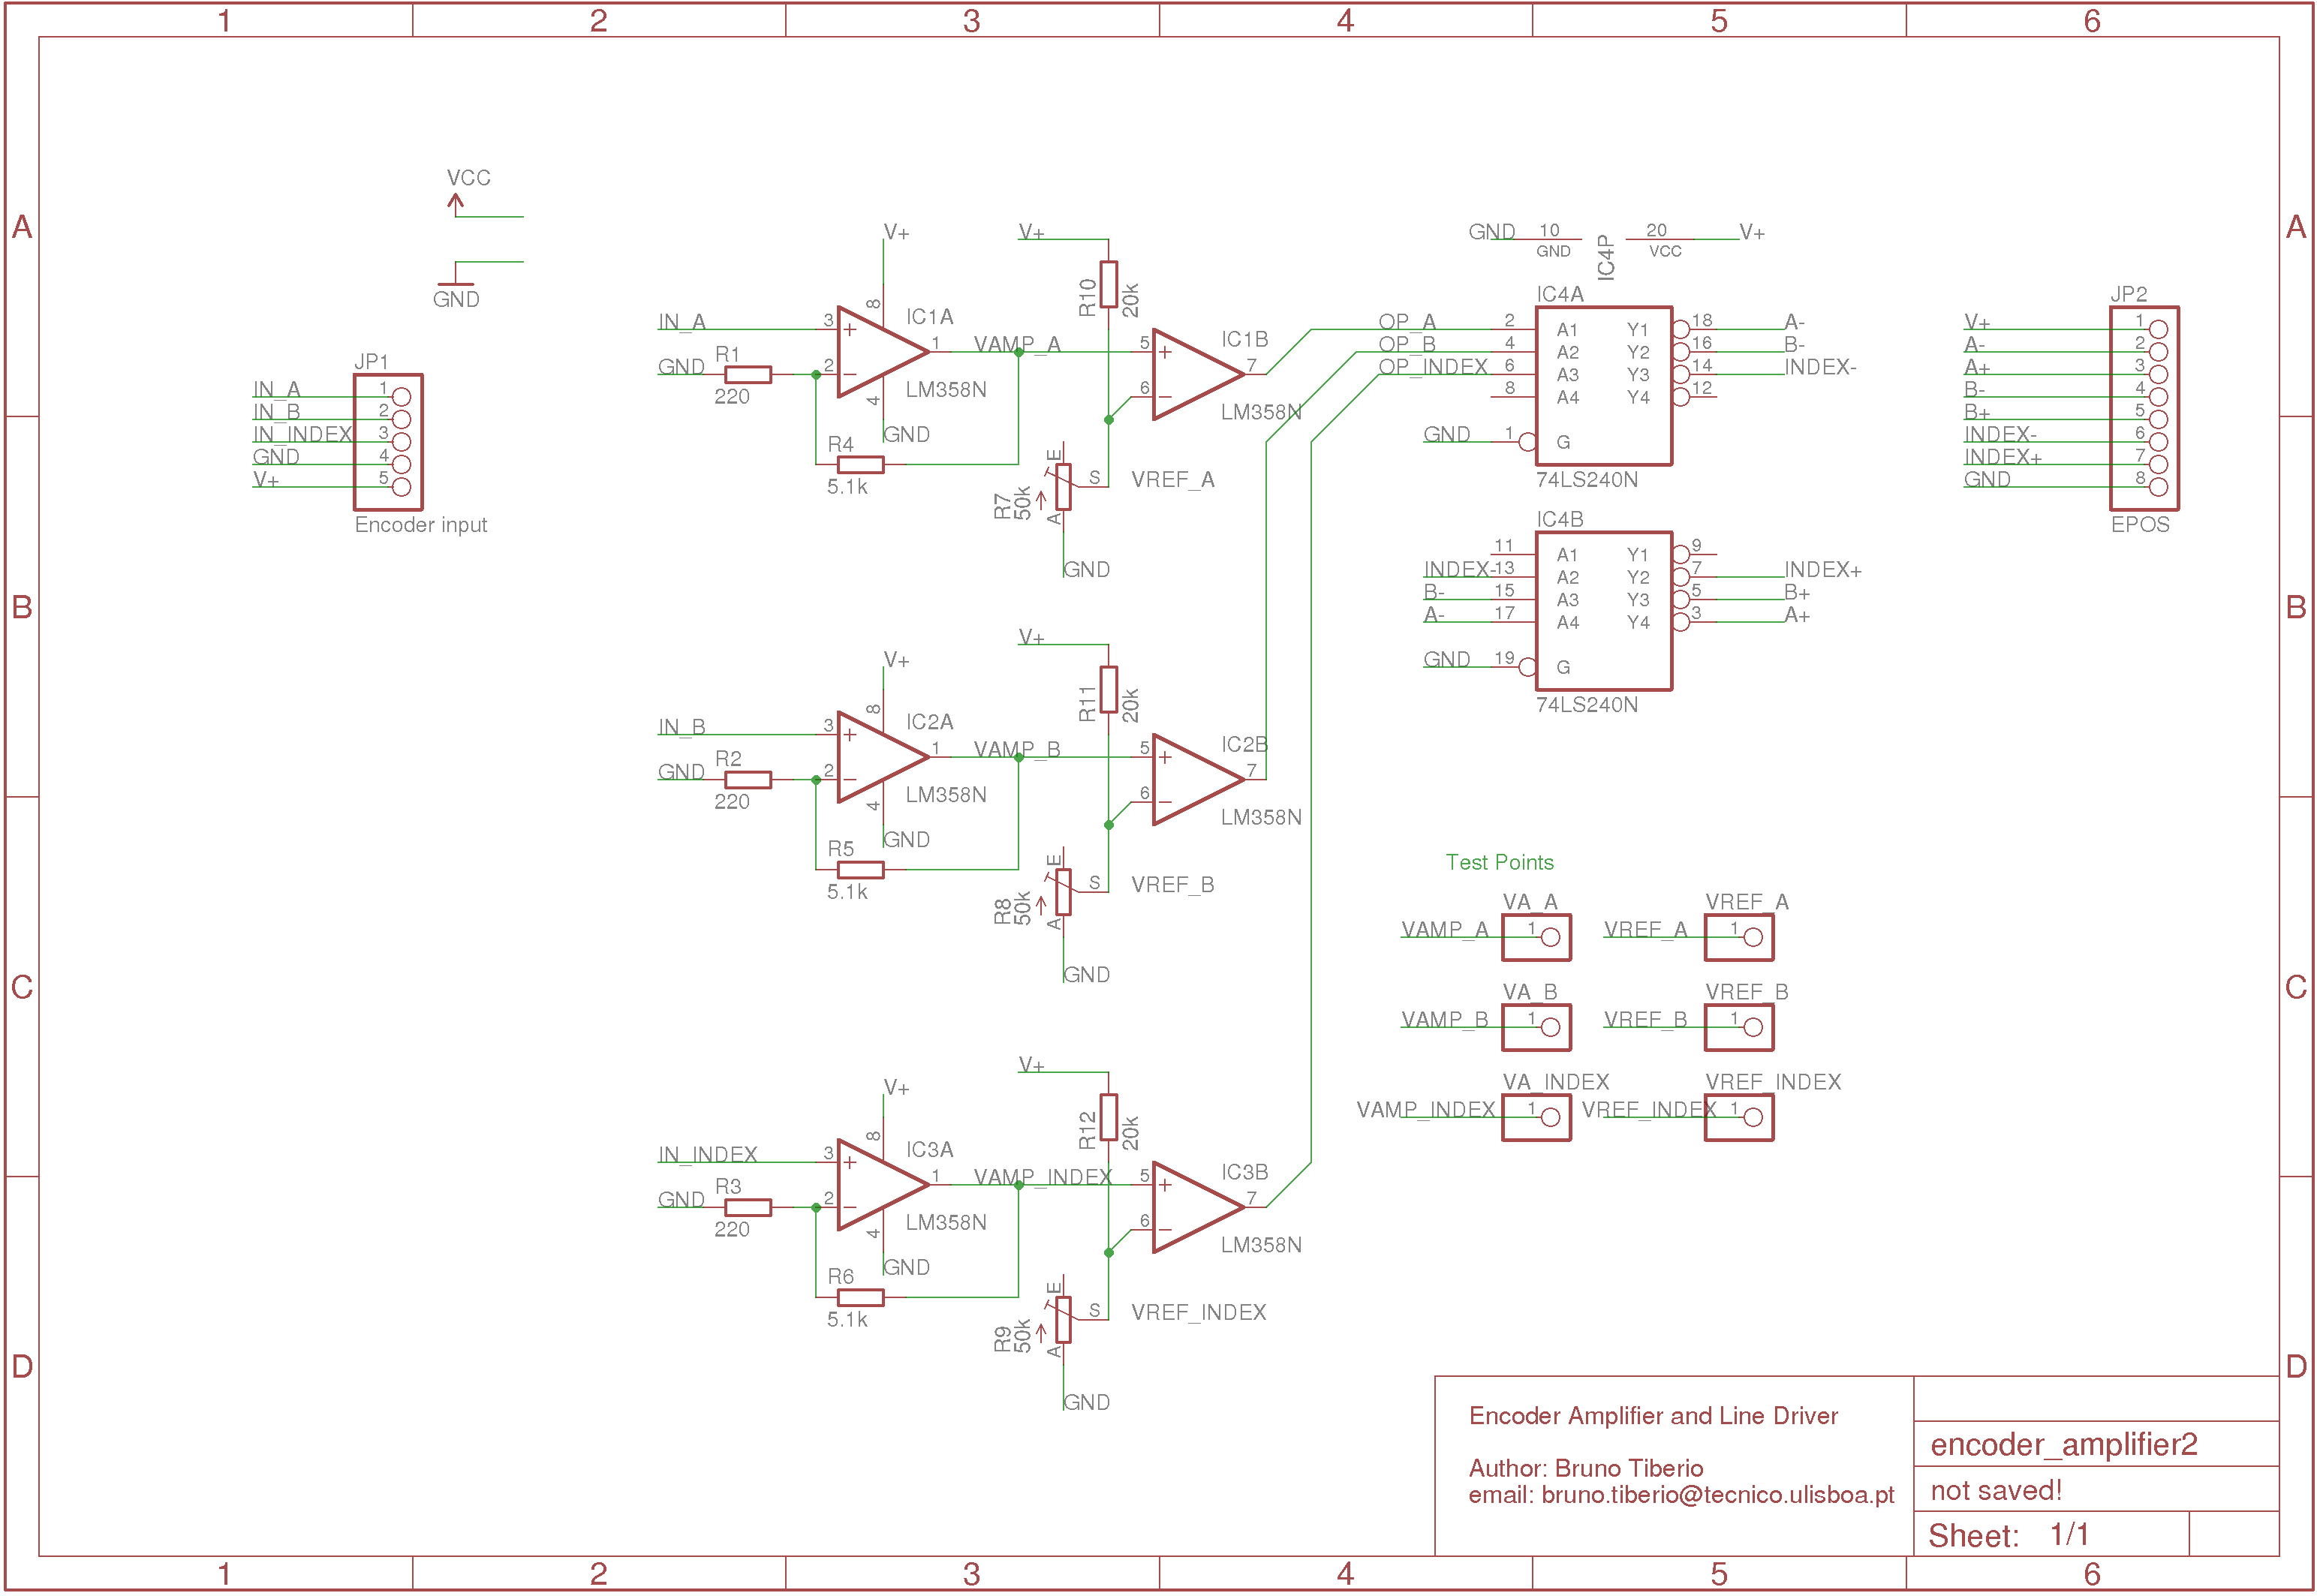 1 2 3 4 5 6
A A
VCC
GND
JP1
IN_A 1
IN_B 2
IN_INDEX 3
GND 4
V+ 5
Encoder input
V+
8
IN_A 3
IC1A
1 VAMP_A
GND R1 2
220
LM358N
4
GND
R4
5.1k
V+
R10
20k
5
IC1B
7
6
LM358N
E
S VREF_A
R7
50k
A
GND
GND 10
GND
IC4P
20 V+
VCC
IC4A
OP_A 2 A1 Y1 18 A-
OP_B 4 A2 Y2 16 B-
OP_INDEX 6 A3 Y3 14 INDEX-
8 A4 Y4 12
GND 1 G
74LS240N
JP2
V+ 1
A- 2
A+ 3
B- 4
B+ 5
INDEX- 6
INDEX+ 7
GND 8
EPOS
IC4B
11 A1 Y1 9
INDEX- 13 A2 Y2 7 INDEX+
B- 15 A3 Y3 5 B+
A- 17 A4 Y4 3 A+
GND 19 G
74LS240N
B B
V+
8
IN_B 3
IC2A
1 VAMP_B
GND R2 2
220
LM358N
4
GND
R5
5.1k
V+
R11
20k
5
IC2B
7
6
LM358N
E
S VREF_B
R8
50k
A
GND
Test Points
VA_A VREF_A
VAMP_A 1 VREF_A 1
VA_B VREF_B
VAMP_B 1 VREF_B 1
VA_INDEX VREF_INDEX
VAMP_INDEX 1 VREF_INDEX 1
C C
V+
8
IN_INDEX 3
IC3A
1 VAMP_INDEX
GND R3 2
220
LM358N
4
GND
R6
5.1k
V+
R12
20k
5
IC3B
7
6
LM358N
E
S VREF_INDEX
R9
50k
A
GND
D D
Encoder Amplifier and Line Driver
Author: Bruno Tiberio
email: bruno.tiberio@tecnico.ulisboa.pt
encoder_amplifier2
not saved!
Sheet: 1/1
1 2 3 4 5 6